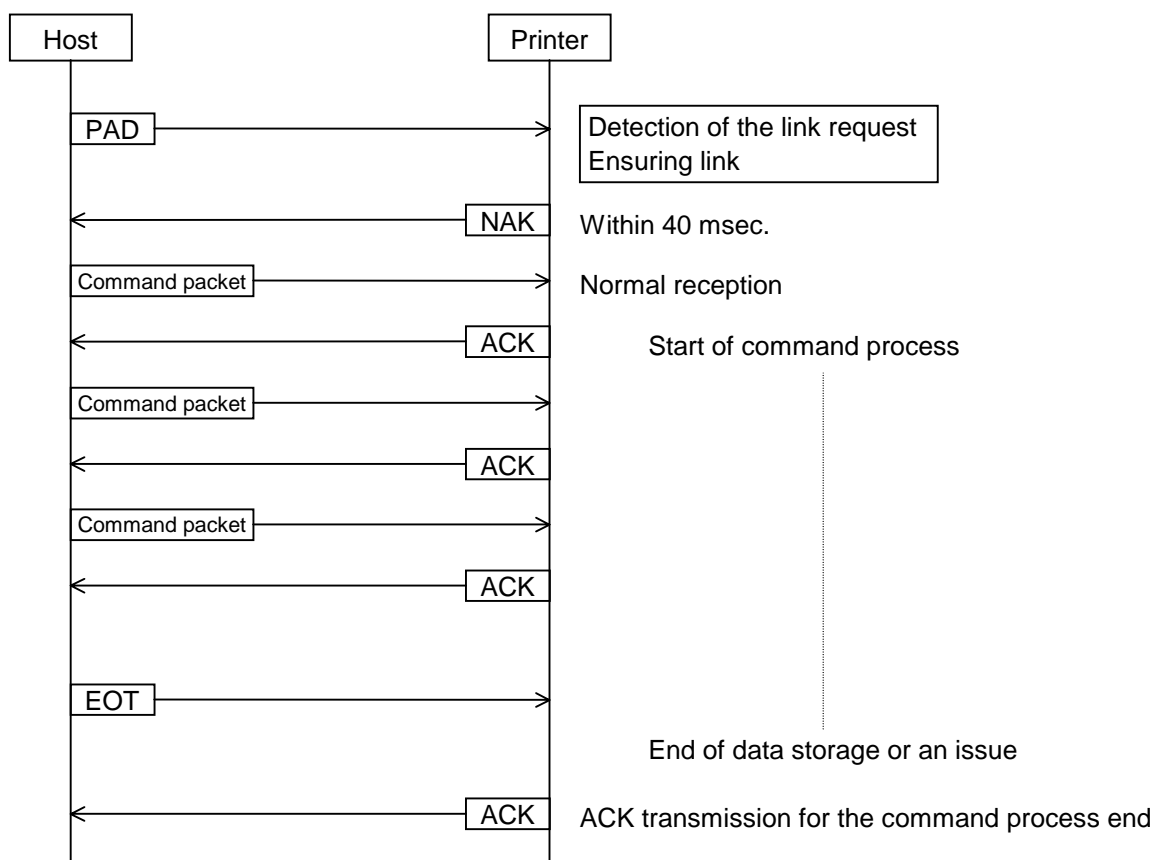 Host
Printer
PAD
Detection of the link request
Ensuring link
NAK
Within 40 msec.
Command packet
Normal reception
ACK
Start of command process
Command packet
ACK
Command packet
ACK
EOT
End of data storage or an issue
ACK
ACK transmission for the command process end